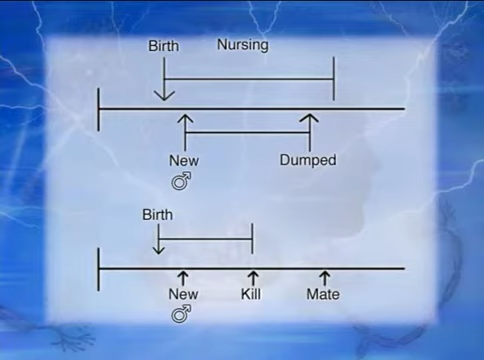 Birth Nursing
New Dumped
♂
Birth
New Kill Mate
♂